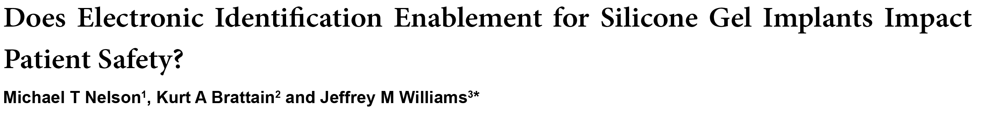 Does Electronic Identification Enablement for Silicone Gel Implants Impact
Patient Safety?
Michael T Nelson¹, Kurt A Brattain² and Jeffrey M Williams³*